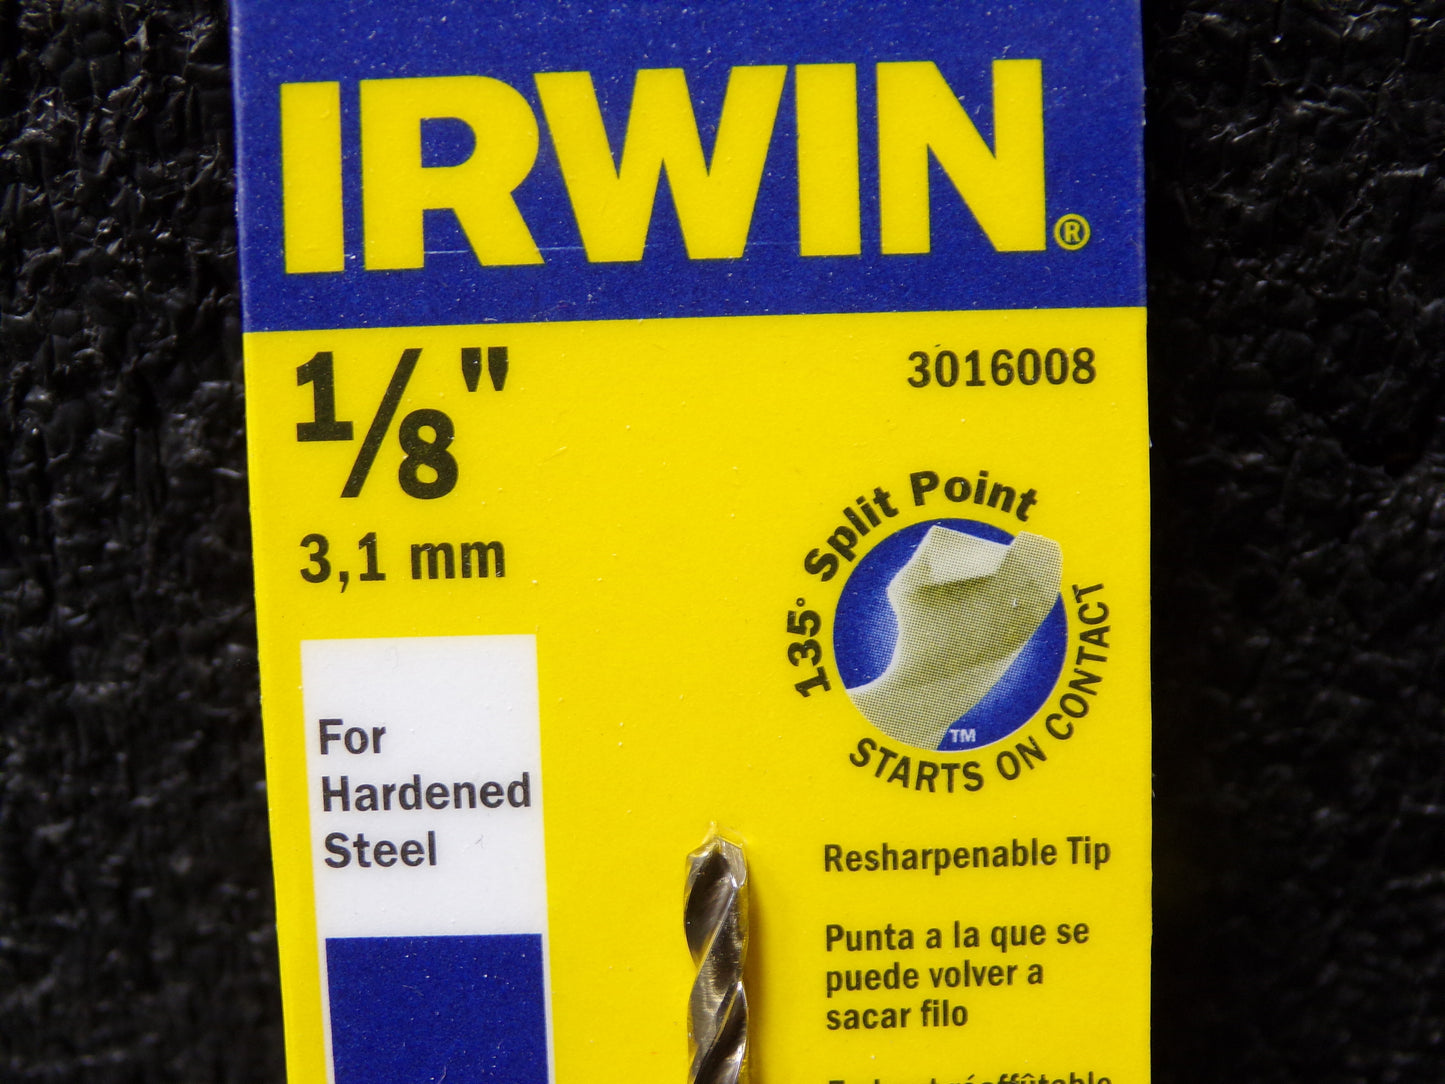 IRWIN®
1/8"
3016008
3,1 mm
135° Split Point
™
STARTS ON CONTACT
For
Hardened
Steel
Resharpenable Tip
Punta a la que se
puede volver a
sacar filo